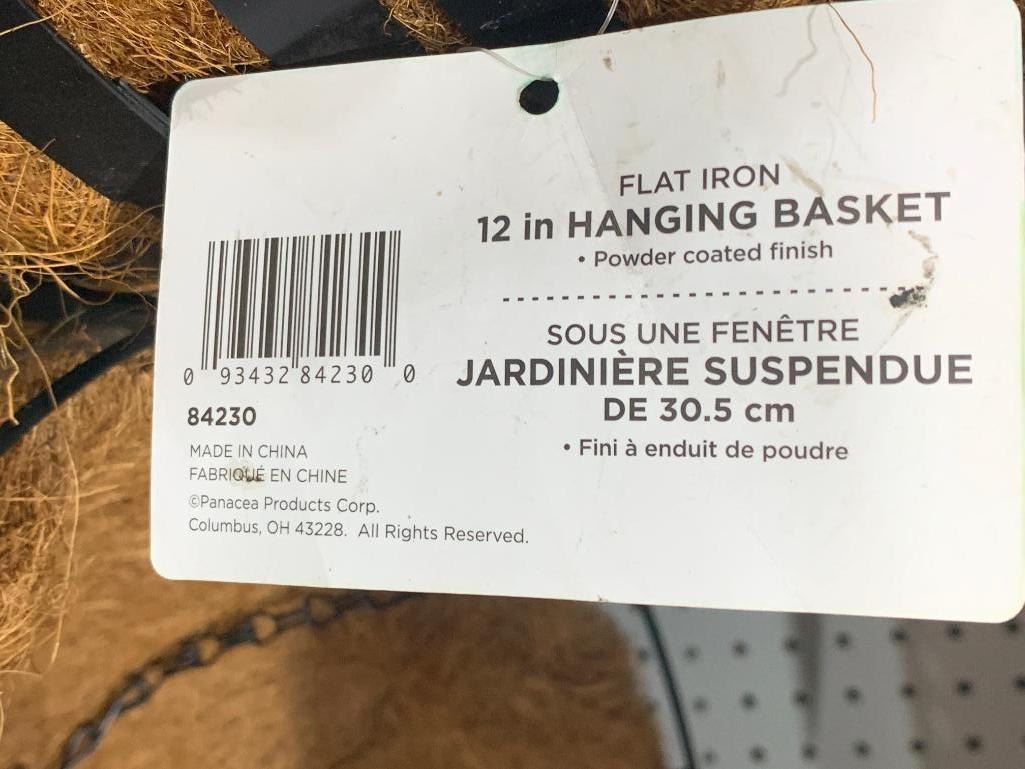 FLAT IRON
12 in HANGING BASKET
• Powder coated finish
SOUS UNE FENÊTRE
JARDINIÈRE SUSPENDUE
DE 30.5 cm
• Fini à enduit de poudre
0 93432 84230 0
84230
MADE IN CHINA
FABRIQUÉ EN CHINE
©Panacea Products Corp.
Columbus, OH 43228. All Rights Reserved.